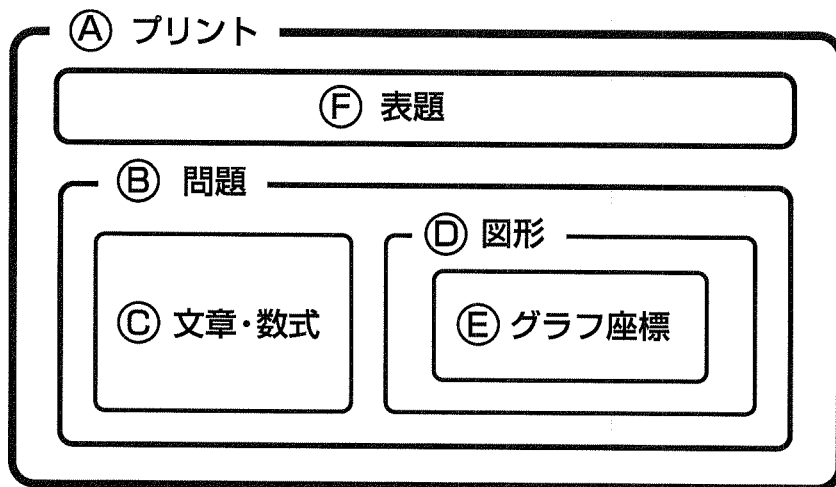 Ⓐ プリント
Ⓕ 表題
Ⓑ 問題
Ⓓ 図形
Ⓒ 文章・数式
Ⓔ グラフ座標